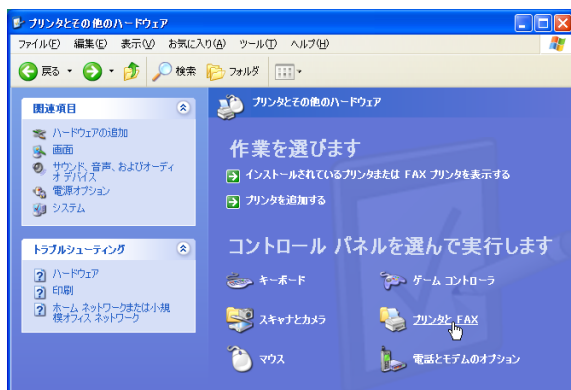 プリンタとその他のハードウェア
ファイル(F) 編集(E) 表示(V) お気に入り(A) ツール(T) ヘルプ(H)
戻る 検索 フォルダ
関連項目
ハードウェアの追加
画面
サウンド、音声、およびオーディ
オ デバイス
電源オプション
システム
トラブルシューティング
ハードウェア
印刷
ホーム ネットワークまたは小規
模オフィス ネットワーク
プリンタとその他のハードウェア
作業を選びます
インストールされているプリンタまたは FAX プリンタを表示する
プリンタを追加する
コントロール パネルを選んで実行します
キーボード
ゲーム コントローラ
スキャナとカメラ
プリンタと FAX
マウス
電話とモデムのオプション